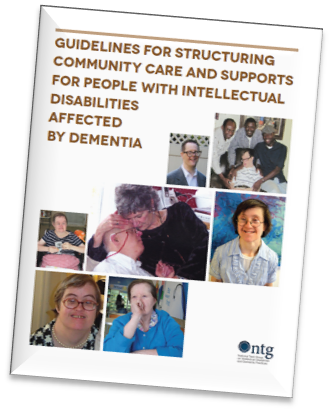 GUIDELINES FOR STRUCTURING
COMMUNITY CARE AND SUPPORTS
FOR PEOPLE WITH INTELLECTUAL
DISABILITIES
AFFECTED
BY DEMENTIA
ntg